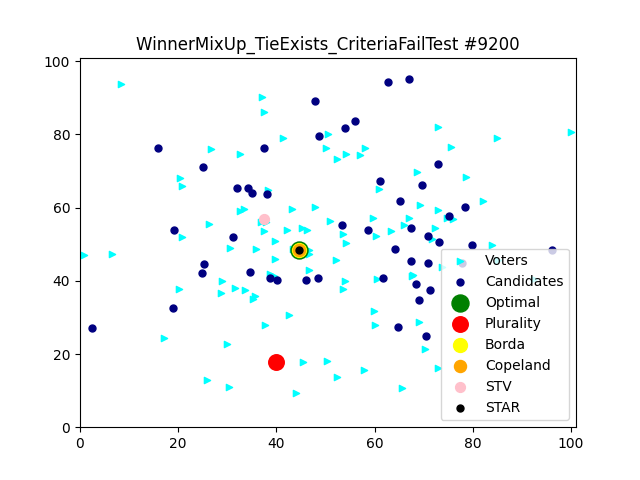 WinnerMixUp_TieExists_CriteriaFailTest #9200
100
80
60
40
20
0
0 20 40 60 80 100
Voters
Candidates
Optimal
Plurality
Borda
Copeland
STV
STAR